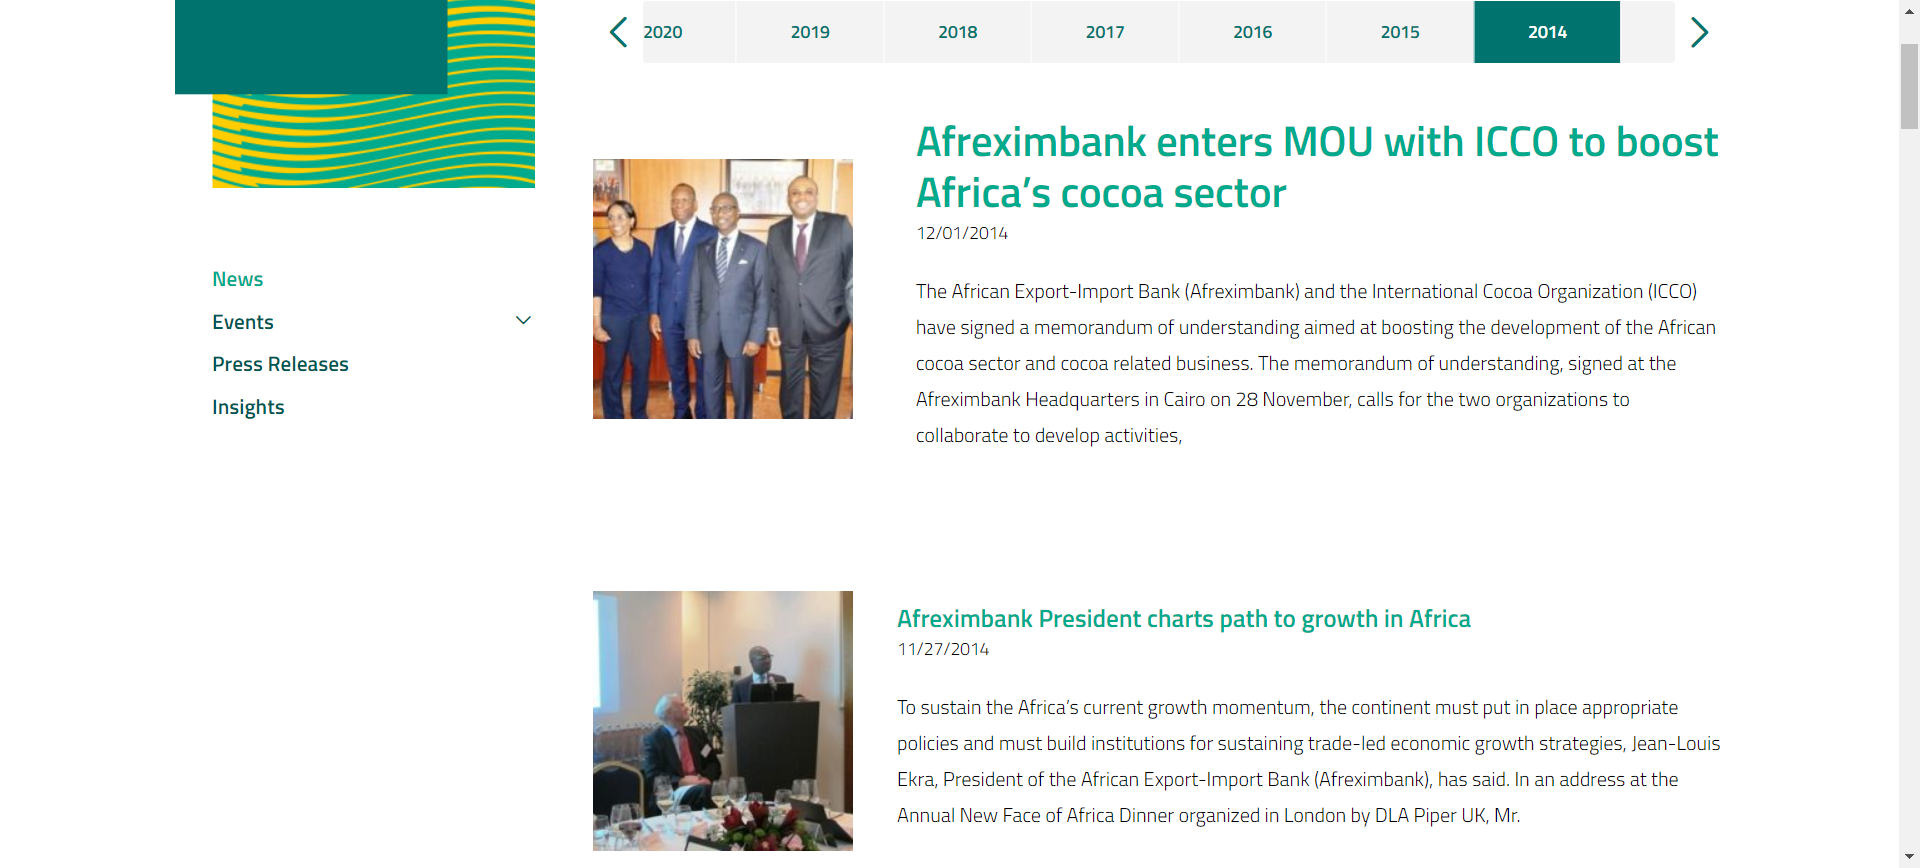 2020 2019 2018 2017 2016 2015 2014
Afreximbank enters MOU with ICCO to boost
Africa’s cocoa sector
12/01/2014
The African Export-Import Bank (Afreximbank) and the International Cocoa Organization (ICCO)
have signed a memorandum of understanding aimed at boosting the development of the African
cocoa sector and cocoa related business. The memorandum of understanding, signed at the
Afreximbank Headquarters in Cairo on 28 November, calls for the two organizations to
collaborate to develop activities,
News
Events
Press Releases
Insights
Afreximbank President charts path to growth in Africa
11/27/2014
To sustain the Africa’s current growth momentum, the continent must put in place appropriate
policies and must build institutions for sustaining trade-led economic growth strategies, Jean-Louis
Ekra, President of the African Export-Import Bank (Afreximbank), has said. In an address at the
Annual New Face of Africa Dinner organized in London by DLA Piper UK, Mr.